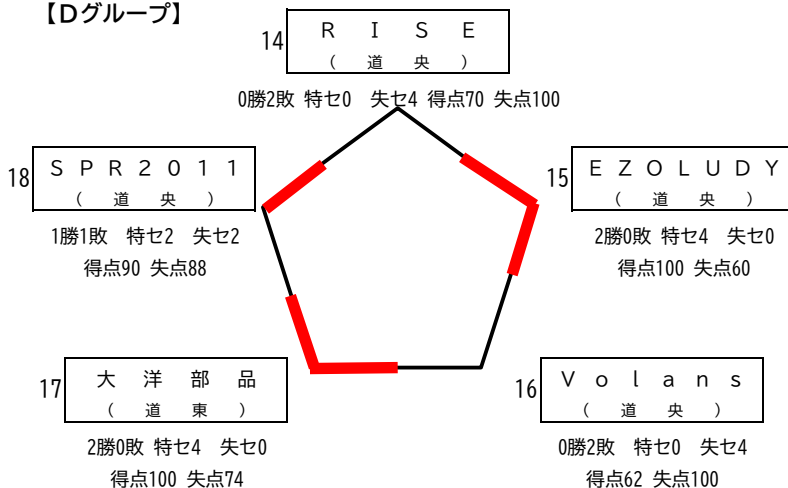 【Dグループ】
14
ＲＩＳＥ
（道央）
0勝2敗 特セ0　失セ4 得点70 失点100
18
ＳＰＲ２０１１
（道央）
1勝1敗　特セ2　失セ2
得点90 失点88
15
ＥＺＯＬＵＤＹ
（道央）
2勝0敗 特セ4　失セ0
得点100 失点60
17
大洋部品
（道東）
2勝0敗 特セ4　失セ0
得点100 失点74
16
Ｖｏｌａｎｓ
（道央）
0勝2敗　特セ0　失セ4
得点62 失点100